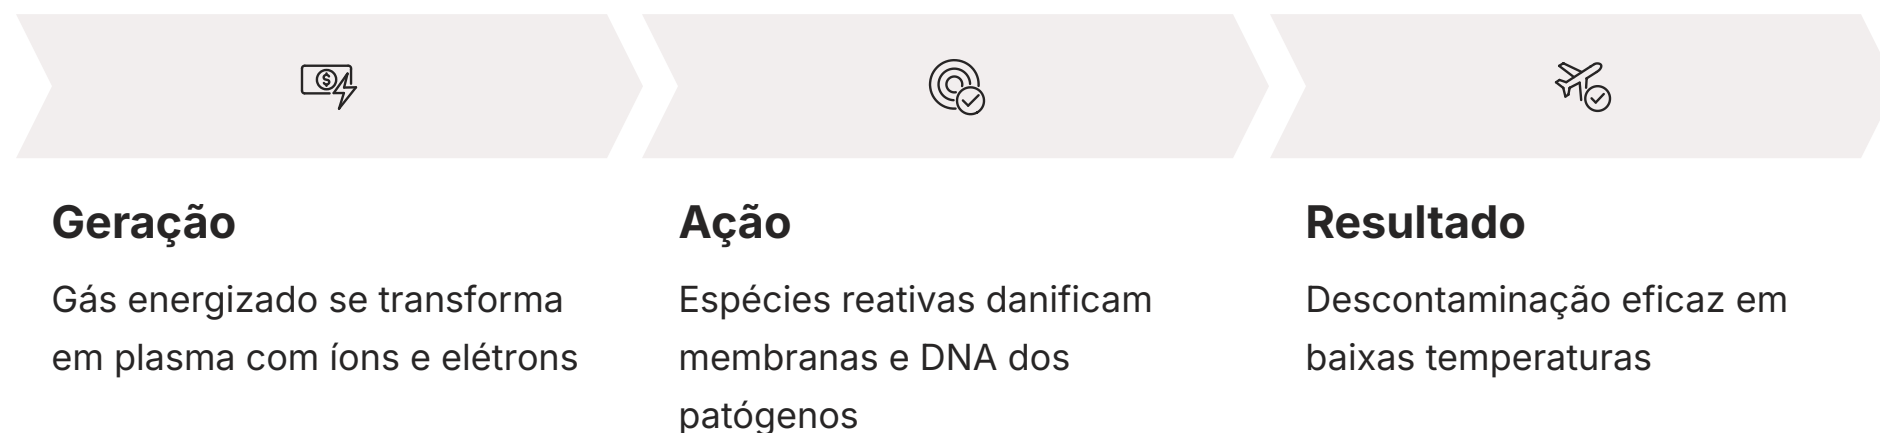 Geração
Gás energizado se transforma
em plasma com íons e elétrons
Ação
Espécies reativas danificam
membranas e DNA dos
patógenos
Resultado
Descontaminação eficaz em
baixas temperaturas